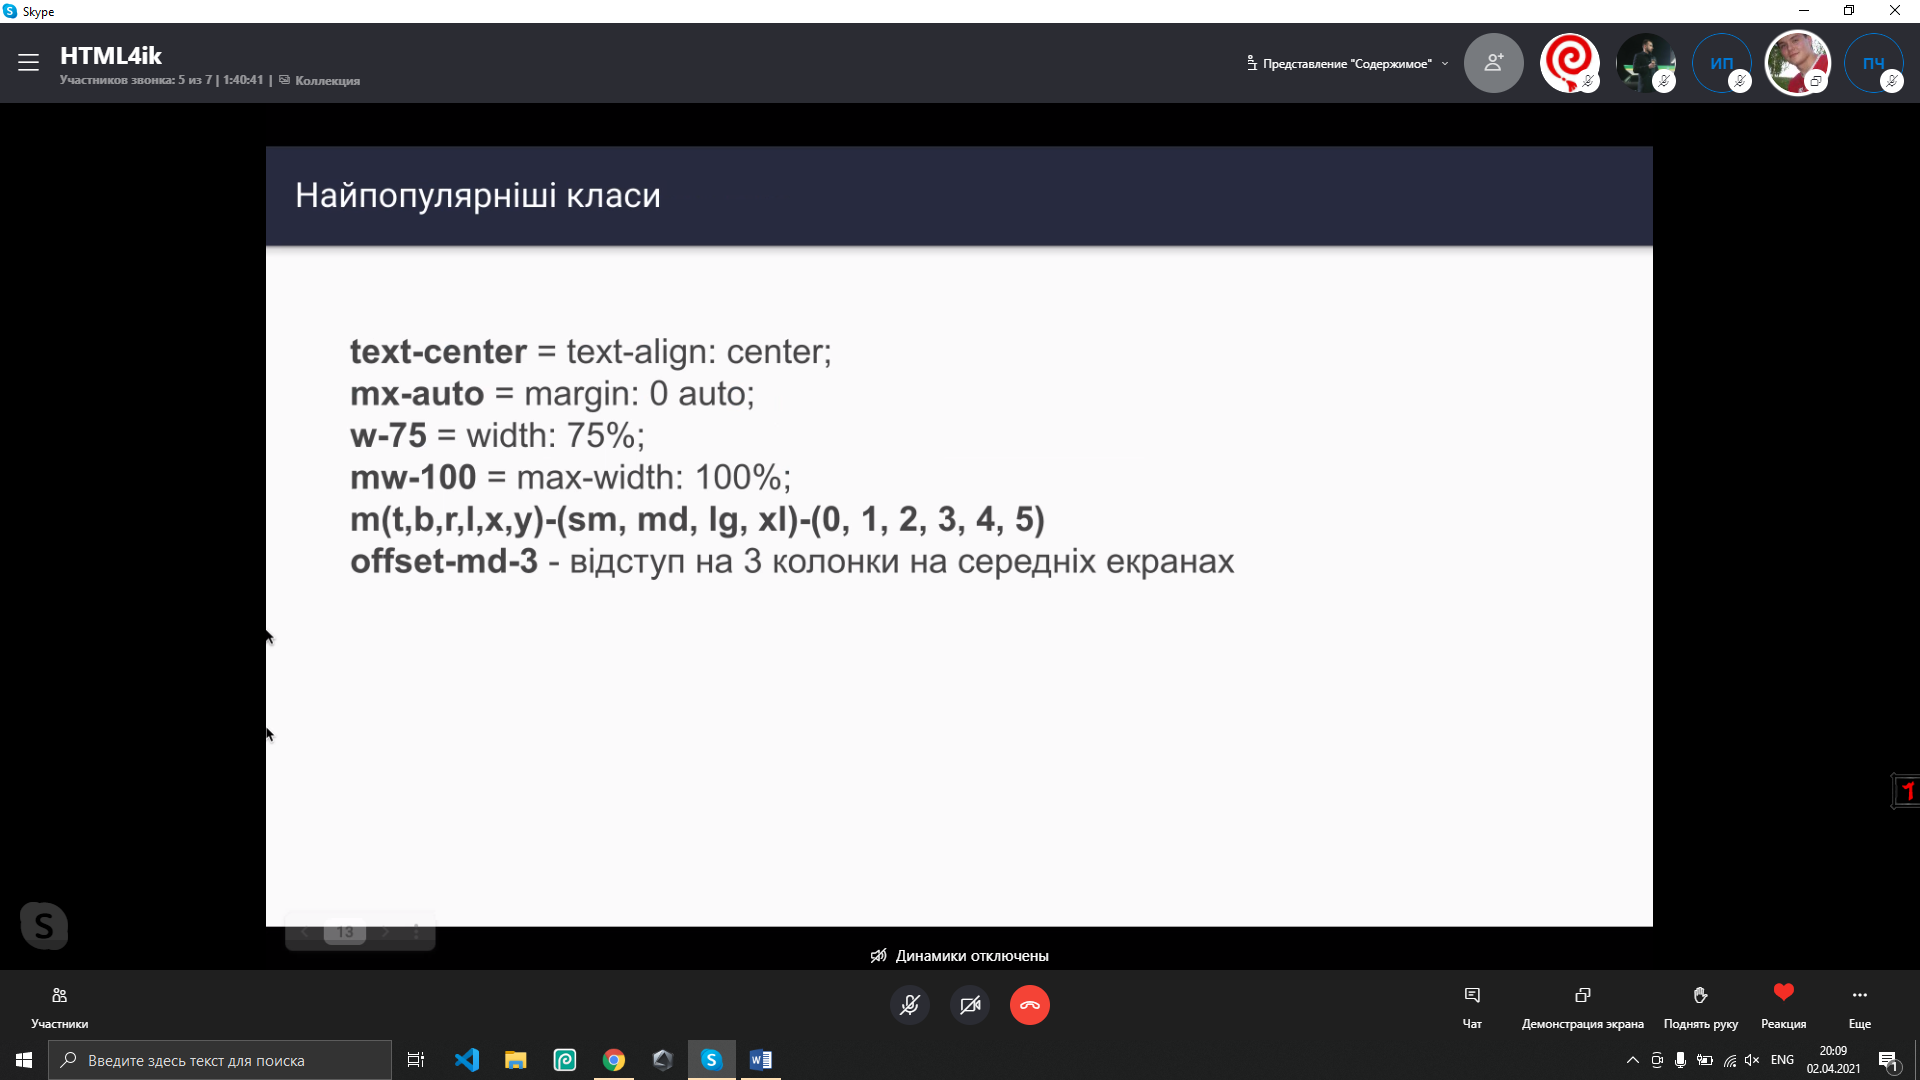 Skype
HTML4ik
Участников звонка: 5 из 7 | 1:40:41 | Коллекция
Представление "Содержимое"
ИП
ПЧ
Найпопулярніші класи
text-center = text-align: center;
mx-auto = margin: 0 auto;
w-75 = width: 75%;
mw-100 = max-width: 100%;
m(t,b,r,l,x,y)-(sm, md, lg, xl)-(0, 1, 2, 3, 4, 5)
offset-md-3 - відступ на 3 колонки на середніх екранах
13
Динамики отключены
Участники
Чат
Демонстрация экрана
Поднять руку
Реакция
Еще
Введите здесь текст для поиска
ENG
20:09
02.04.2021
1